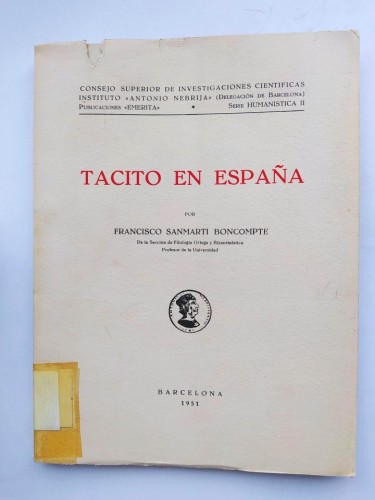 CONSEJO SUPERIOR DE INVESTIGACIONES CIENTIFICAS
INSTITUTO «ANTONIO NEBRIJA» (DELEGACIÓN DE BARCELONA)
PUBLICACIONES «EMERITA» * SERIE HUMANISTICA II
TACITO EN ESPAÑA
POR
FRANCISCO SANMARTI BONCOMPTE
De la Sección de Filología Griega y Bizantinística
Profesor de la Universidad
BARCELONA
1951